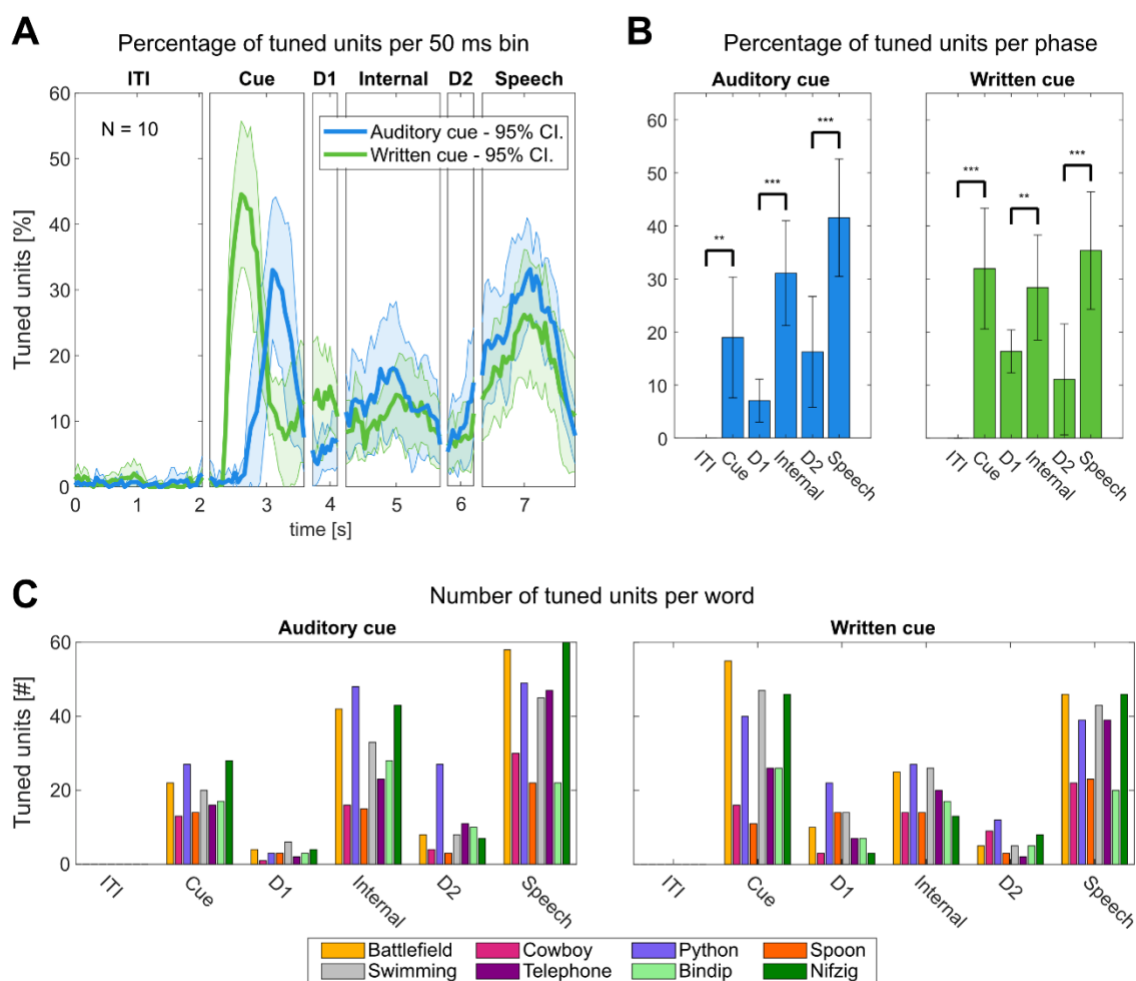 A
Percentage of tuned units per 50 ms bin
ITI Cue D1 Internal D2 Speech
60
50
40
30
20
10
0
Tuned units [%]
N = 10
Auditory cue - 95% CI.
Written cue - 95% CI.
0 1 2 3 4 5 6 7
time [s]
B
Percentage of tuned units per phase
Auditory cue
60
50
40
30
20
10
0
** *** ***
ITI Cue D1 Internal D2 Speech
Written cue
*** ** ***
ITI Cue D1 Internal D2 Speech
C
Number of tuned units per word
Auditory cue
60
40
20
0
Tuned units [#]
ITI Cue D1 Internal D2 Speech
Written cue
ITI Cue D1 Internal D2 Speech
Battlefield Cowboy Python Spoon
Swimming Telephone Bindip Nifzig